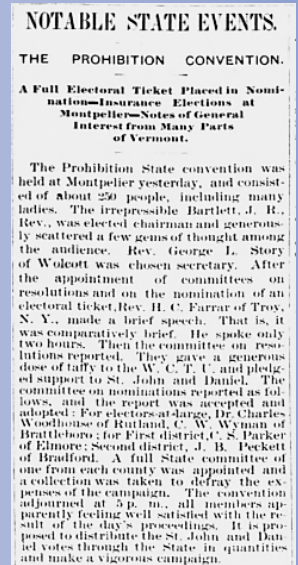 NOTABLE STATE EVENTS.
THE PROHIBITION CONVENTION.
A Full Electoral Ticket Placed in Nomi-
nation—Insurance Elections at
Montpelier—Notes of General
Interest from Many Parts
of Vermont.
The Prohibition State convention was
held at Montpelier yesterday, and consist-
ed of about 250 people, including many
ladies. The irrepressible Bartlett, J. R.,
Rev., was elected chairman and generous-
ly scattered a few gems of thought among
the audience. Rev. George L. Story
of Wolcott was chosen secretary. After
the appointment of committees on
resolutions and on the nomination of an
electoral ticket, Rev. H. C. Farrar of Troy,
N. Y., made a brief speech. That is, it
was comparatively brief. He spoke only
two hours. Then the committee on reso-
lutions reported. They gave a generous
dose of taffy to the W. C. T. U. and pledg-
ed support to St. John and Daniel. The
committee on nominations reported as fol-
lows, and the report was accepted and
adopted: For electors-at-large, Dr. Charles
Woodhouse of Rutland, C. W. Wyman of
Brattleboro; for First district, C. S. Parker
of Elmore; Second district, J. B. Peckett
of Bradford. A full State committee of
one from each county was appointed and
a collection was taken to defray the ex-
penses of the campaign. The convention
adjourned at 5 p. m., all members ap-
parently feeling well satisfied with the re-
sult of the day's proceedings. It is pro-
posed to distribute the St. John and Dan-
iel votes through the State in quantities
and make a vigorous campaign.